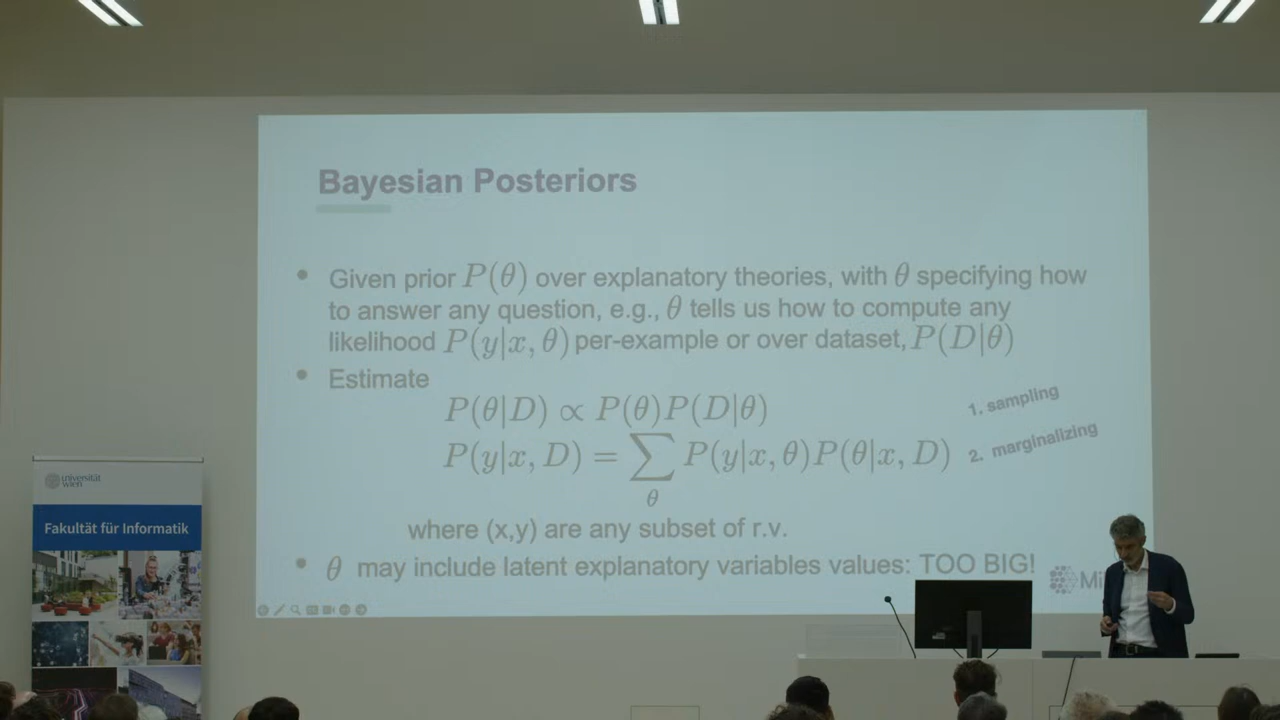 Bayesian Posteriors
• Given prior P(θ) over explanatory theories, with θ specifying how
to answer any question, e.g., θ tells us how to compute any
likelihood P(y|x, θ) per-example or over dataset, P(D|θ)
• Estimate
P(θ|D) ∝ P(θ)P(D|θ)
1. sampling
P(y|x, D) = ∑ P(y|x, θ)P(θ|x, D)
θ
2. marginalizing
where (x,y) are any subset of r.v.
• θ may include latent explanatory variables values: TOO BIG!
Mi
universität
wien
Fakultät für Informatik